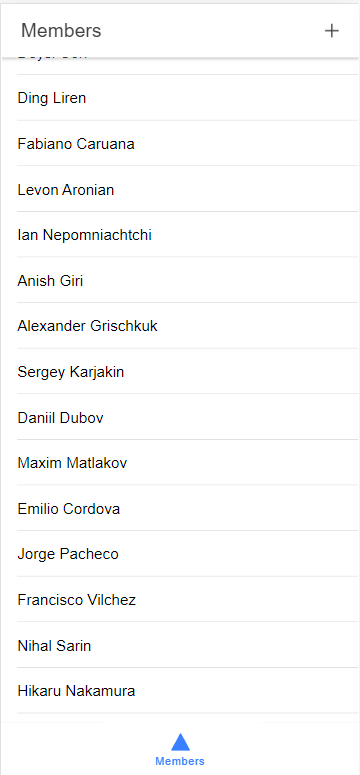 Members
Ding Liren
Fabiano Caruana
Levon Aronian
Ian Nepomniachtchi
Anish Giri
Alexander Grischkuk
Sergey Karjakin
Daniil Dubov
Maxim Matlakov
Emilio Cordova
Jorge Pacheco
Francisco Vilchez
Nihal Sarin
Hikaru Nakamura
Members